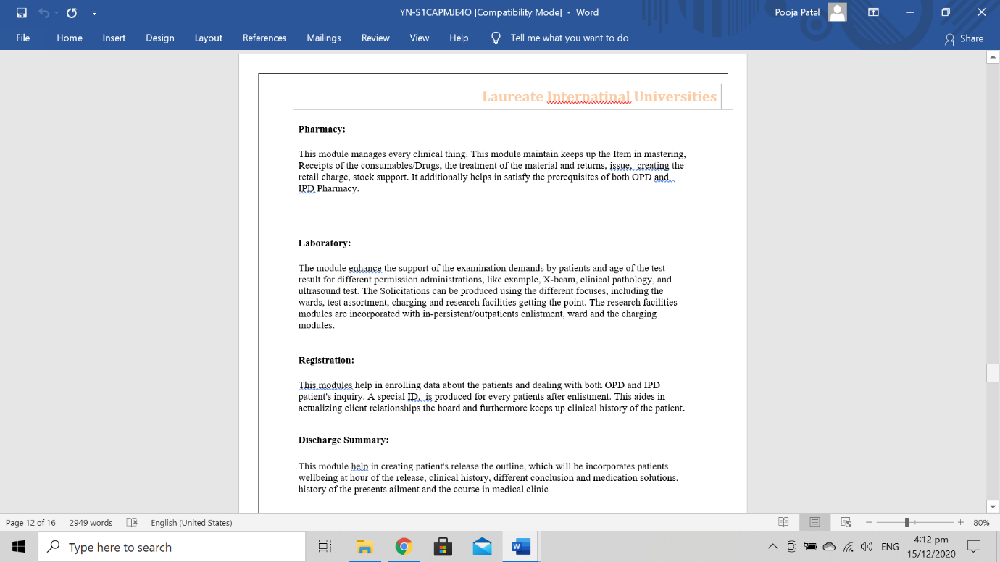 YN-S1CAPMJE4O [Compatibility Mode] - Word
Pooja Patel
File Home Insert Design Layout References Mailings Review View Help Tell me what you want to do
Share
Laureate Internatinal Universities
Pharmacy:
This module manages every clinical thing. This module maintain keeps up the Item in mastering,
Receipts of the consumables/Drugs, the treatment of the material and returns, issue, creating the
retail charge, stock support. It additionally helps in satisfy the prerequisites of both OPD and
IPD Pharmacy.
Laboratory:
The module enhance the support of the examination demands by patients and age of the test
result for different permission administrations, like example, X-beam, clinical pathology, and
ultrasound test. The Solicitations can be produced using the different focuses, including the
wards, test assortment, charging and research facilities getting the point. The research facilities
modules are incorporated with in-persistent/outpatients enlistment, ward and the charging
modules.
Registration:
This modules help in enrolling data about the patients and dealing with both OPD and IPD
patient's inquiry. A special ID, is produced for every patients after enlistment. This aides in
actualizing client relationships the board and furthermore keeps up clinical history of the patient.
Discharge Summary:
This module help in creating patient's release the outline, which will be incorporates patients
wellbeing at hour of the release, clinical history, different conclusion and medication solutions,
history of the presents ailment and the course in medical clinic
Page 12 of 16 2949 words English (United States) 80%
Type here to search
ENG
4:12 pm
15/12/2020